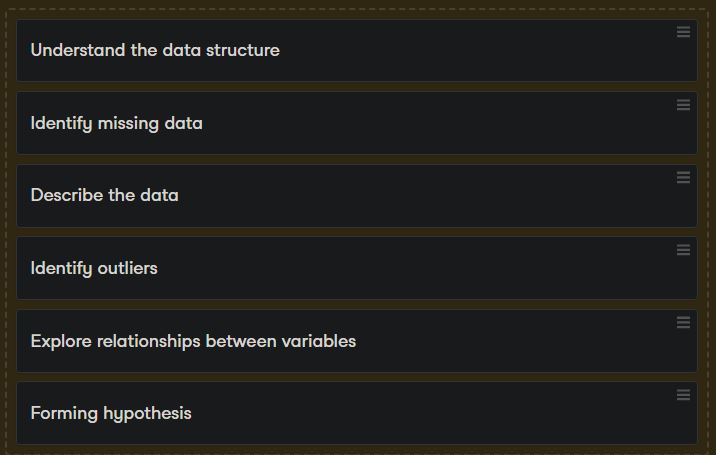 Understand the data structure
Identify missing data
Describe the data
Identify outliers
Explore relationships between variables
Forming hypothesis